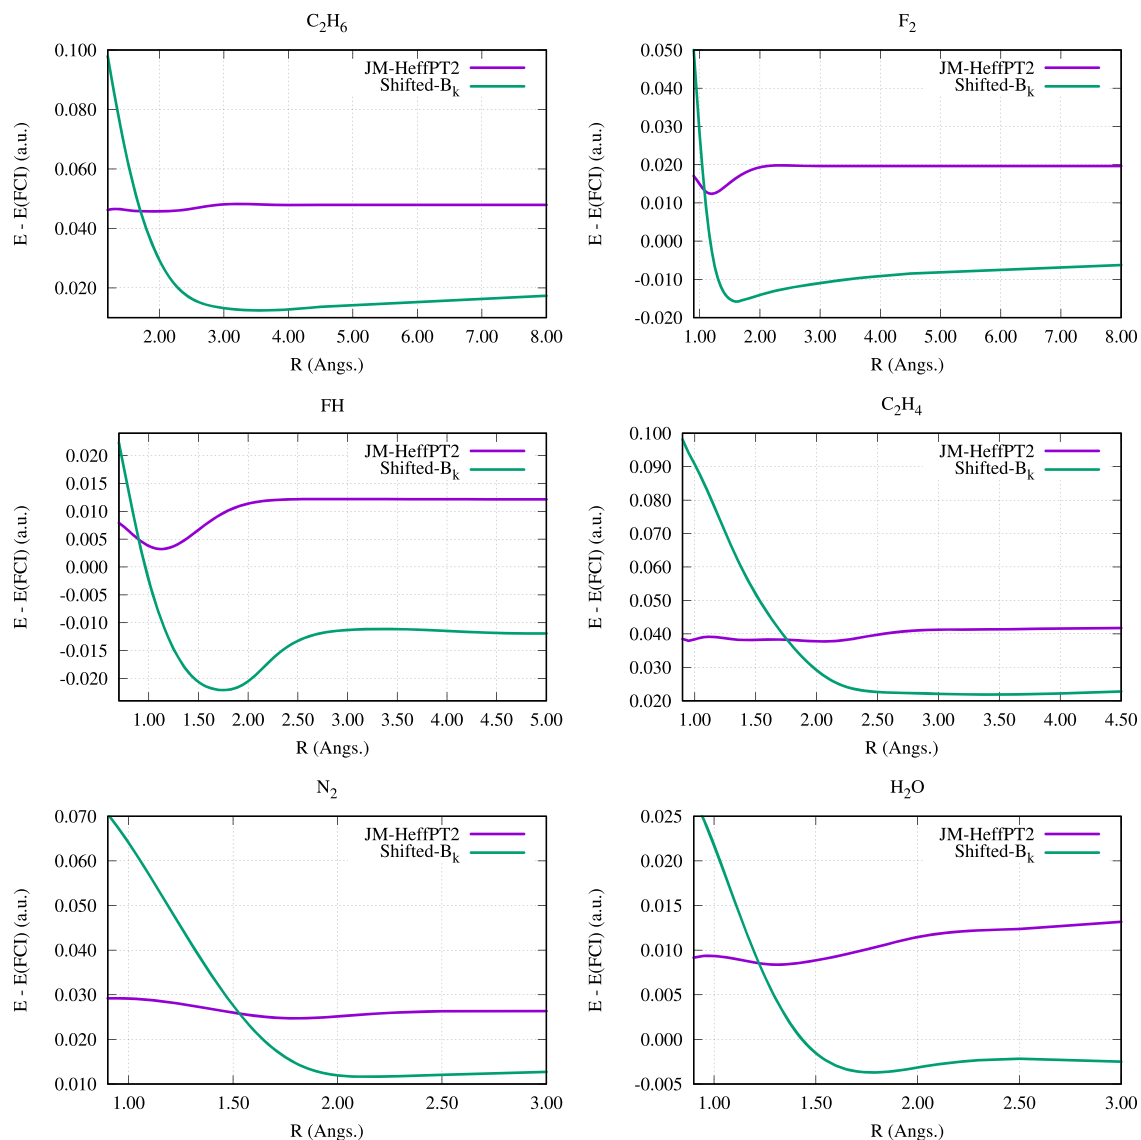 C₂H₆
E - E(FCI) (a.u.)
0.100
0.080
0.060
0.040
0.020
JM-HeffPT2
Shifted-Bₖ
2.00 3.00 4.00 5.00 6.00 7.00 8.00
R (Angs.)
F₂
E - E(FCI) (a.u.)
0.050
0.040
0.030
0.020
0.010
0.000
-0.010
-0.020
JM-HeffPT2
Shifted-Bₖ
1.00 2.00 3.00 4.00 5.00 6.00 7.00 8.00
R (Angs.)
FH
E - E(FCI) (a.u.)
0.020
0.015
0.010
0.005
0.000
-0.005
-0.010
-0.015
-0.020
JM-HeffPT2
Shifted-Bₖ
1.00 1.50 2.00 2.50 3.00 3.50 4.00 4.50 5.00
R (Angs.)
C₂H₄
E - E(FCI) (a.u.)
0.100
0.090
0.080
0.070
0.060
0.050
0.040
0.030
0.020
JM-HeffPT2
Shifted-Bₖ
1.00 1.50 2.00 2.50 3.00 3.50 4.00 4.50
R (Angs.)
N₂
E - E(FCI) (a.u.)
0.070
0.060
0.050
0.040
0.030
0.020
0.010
JM-HeffPT2
Shifted-Bₖ
1.00 1.50 2.00 2.50 3.00
R (Angs.)
H₂O
E - E(FCI) (a.u.)
0.025
0.020
0.015
0.010
0.005
0.000
-0.005
JM-HeffPT2
Shifted-Bₖ
1.00 1.50 2.00 2.50 3.00
R (Angs.)